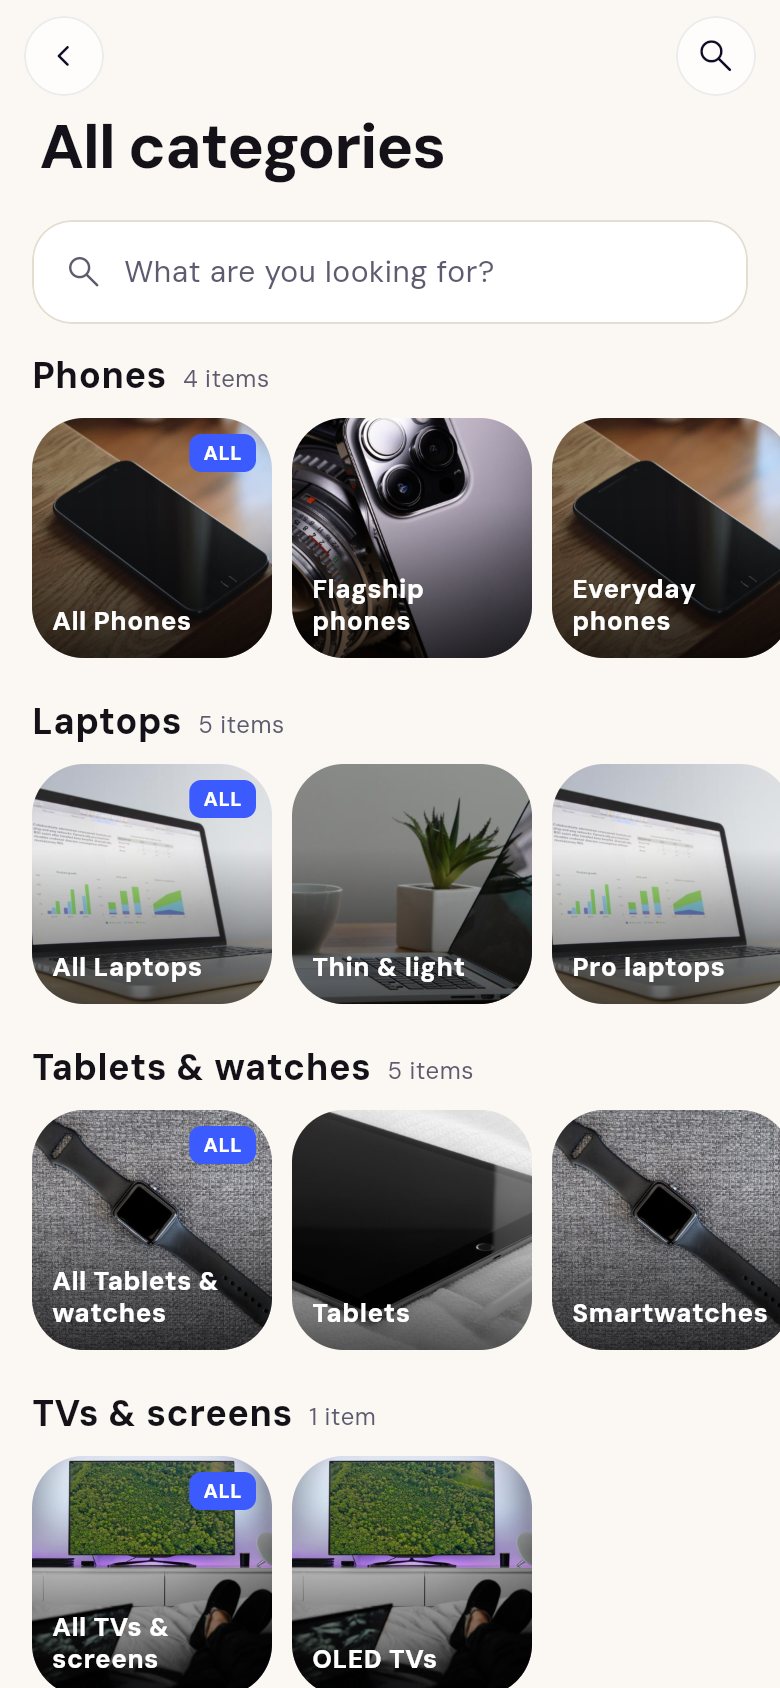 All categories
What are you looking for?
Phones 4 items
ALL
All Phones
Flagship
phones
Everyday
phones
Laptops 5 items
ALL
All Laptops
Thin & light
Pro laptops
Tablets & watches 5 items
ALL
All Tablets &
watches
Tablets
Smartwatches
TVs & screens 1 item
ALL
All TVs &
screens
OLED TVs